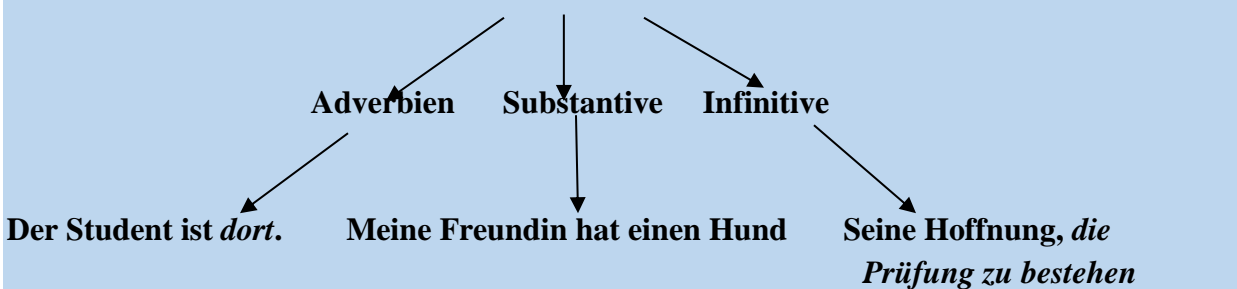 Adverbien Substantive Infinitive
Der Student ist dort. Meine Freundin hat einen Hund Seine Hoffnung, die
Prüfung zu bestehen